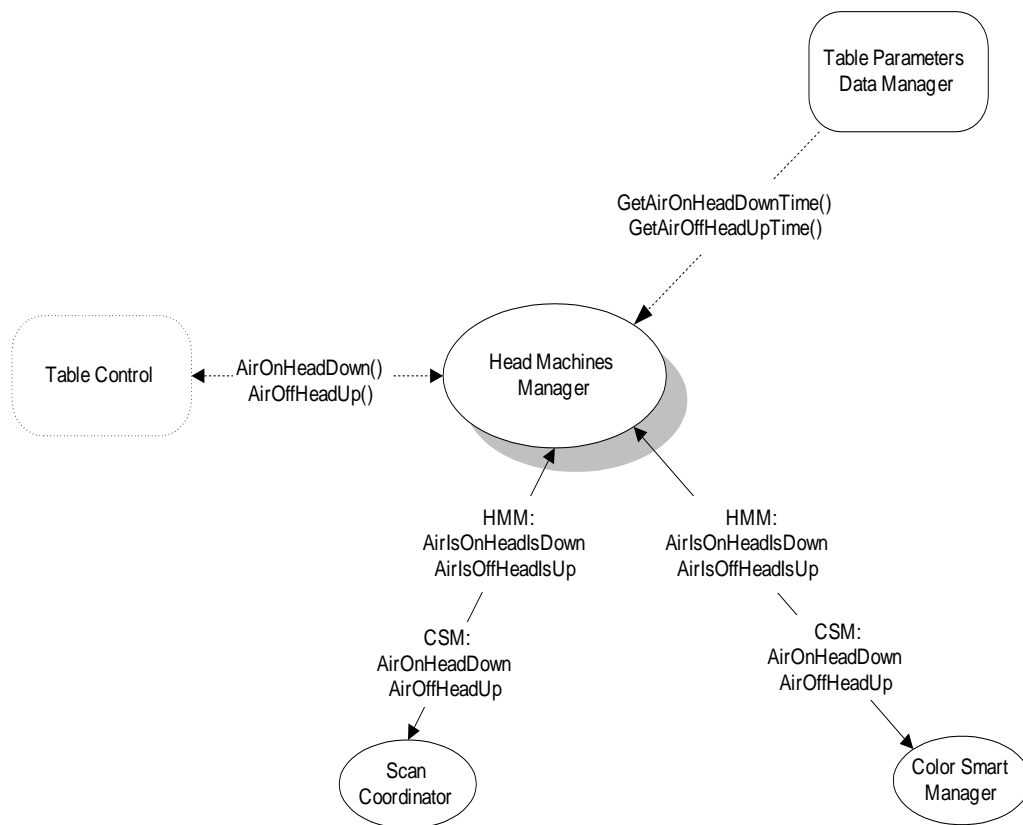 Table Parameters
Data Manager
GetAirOnHeadDownTime()
GetAirOffHeadUpTime()
Table Control
AirOnHeadDown()
AirOffHeadUp()
Head Machines
Manager
HMM:
AirIsOnHeadIsDown
AirIsOffHeadIsUp
HMM:
AirIsOnHeadIsDown
AirIsOffHeadIsUp
CSM:
AirOnHeadDown
AirOffHeadUp
CSM:
AirOnHeadDown
AirOffHeadUp
Scan
Coordinator
Color Smart
Manager